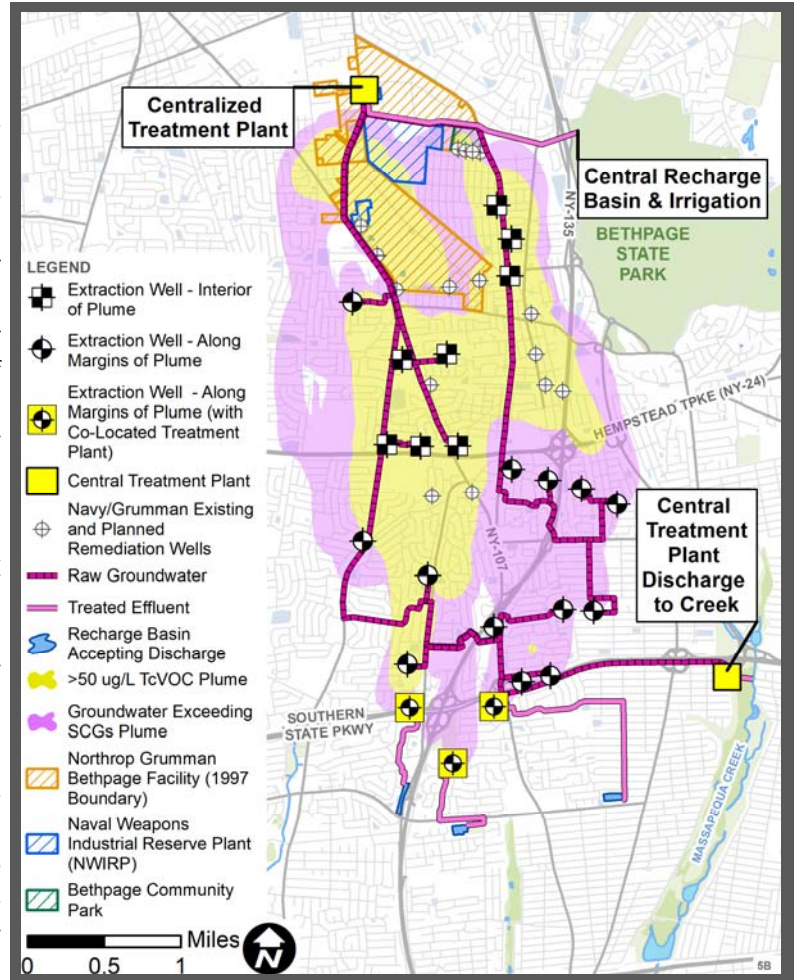 Centralized
Treatment Plant
Central Recharge
Basin & Irrigation
NY-135
BETHPAGE
STATE
PARK
LEGEND
Extraction Well - Interior
of Plume
Extraction Well - Along
Margins of Plume
Extraction Well - Along
Margins of Plume (with
Co-Located Treatment
Plant)
Central Treatment Plant
Navy/Grumman Existing
and Planned
Remediation Wells
Raw Groundwater
Treated Effluent
Recharge Basin
Accepting Discharge
>50 ug/L TcVOC Plume
Groundwater Exceeding
SCGs Plume
Northrop Grumman
Bethpage Facility (1997
Boundary)
Naval Weapons
Industrial Reserve Plant
(NWIRP)
Bethpage Community
Park
0 0.5 1 Miles
N
HEMPSTEAD TPKE (NY-24)
Central
Treatment
Plant
Discharge
to Creek
NY-107
SOUTHERN
STATE PKWY
MASSAPEQUA CREEK
5B